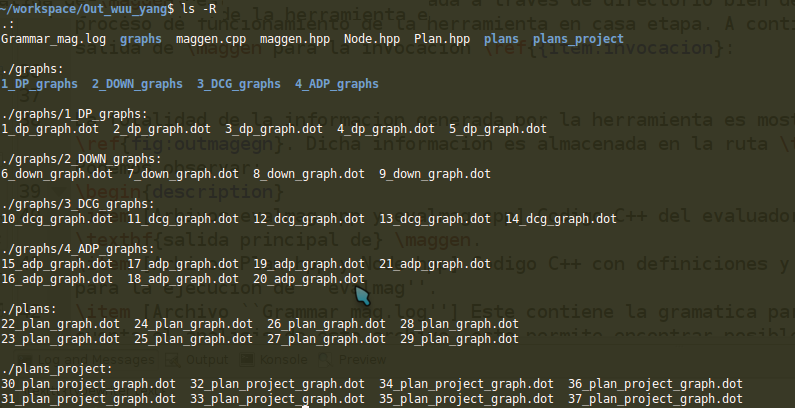 ~/workspace/Out_wuu_yang$ ls -R
.:
Grammar_mag.log graphs maggen.cpp maggen.hpp Node.hpp Plan.hpp plans plans_project
./graphs:
1_DP_graphs 2_DOWN_graphs 3_DCG_graphs 4_ADP_graphs
./graphs/1_DP_graphs:
1_dp_graph.dot 2_dp_graph.dot 3_dp_graph.dot 4_dp_graph.dot 5_dp_graph.dot
./graphs/2_DOWN_graphs:
6_down_graph.dot 7_down_graph.dot 8_down_graph.dot 9_down_graph.dot
./graphs/3_DCG_graphs:
10_dcg_graph.dot 11_dcg_graph.dot 12_dcg_graph.dot 13_dcg_graph.dot 14_dcg_graph.dot
./graphs/4_ADP_graphs:
15_adp_graph.dot 17_adp_graph.dot 19_adp_graph.dot 21_adp_graph.dot
16_adp_graph.dot 18_adp_graph.dot 20_adp_graph.dot
./plans:
22_plan_graph.dot 24_plan_graph.dot 26_plan_graph.dot 28_plan_graph.dot
23_plan_graph.dot 25_plan_graph.dot 27_plan_graph.dot 29_plan_graph.dot
./plans_project:
30_plan_project_graph.dot 32_plan_project_graph.dot 34_plan_project_graph.dot 36_plan_project_graph.dot
31_plan_project_graph.dot 33_plan_project_graph.dot 35_plan_project_graph.dot 37_plan_project_graph.dot